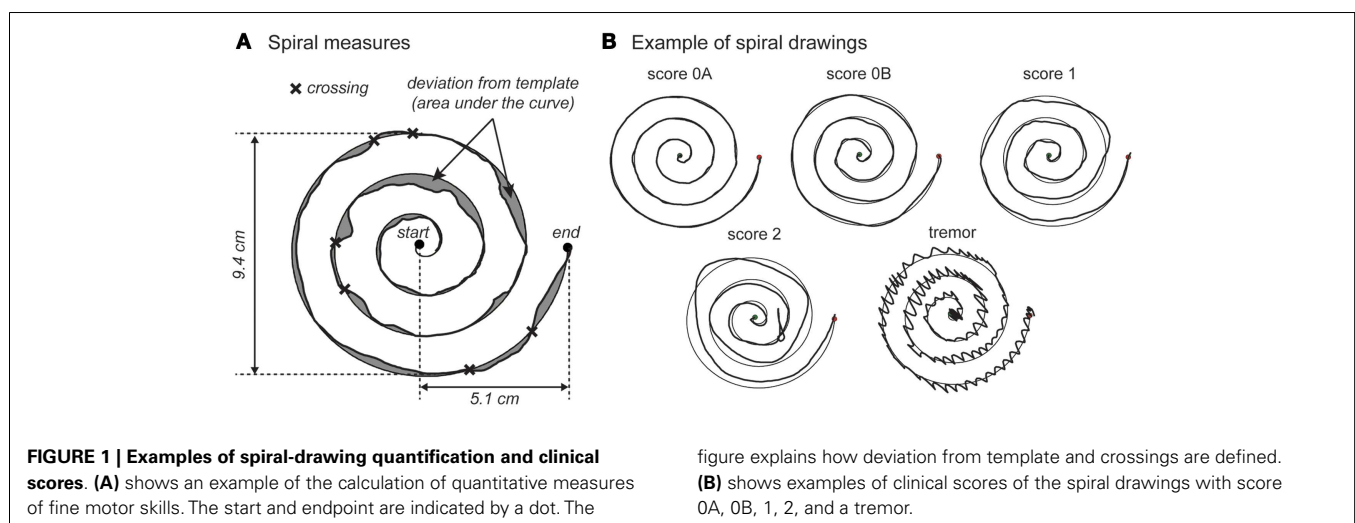 A Spiral measures
B Example of spiral drawings
× crossing
deviation from template
(area under the curve)
9.4 cm
start
end
5.1 cm
score 0A
score 0B
score 1
score 2
tremor
FIGURE 1 | Examples of spiral-drawing quantification and clinical
scores. (A) shows an example of the calculation of quantitative measures
of fine motor skills. The start and endpoint are indicated by a dot. The
figure explains how deviation from template and crossings are defined.
(B) shows examples of clinical scores of the spiral drawings with score
0A, 0B, 1, 2, and a tremor.